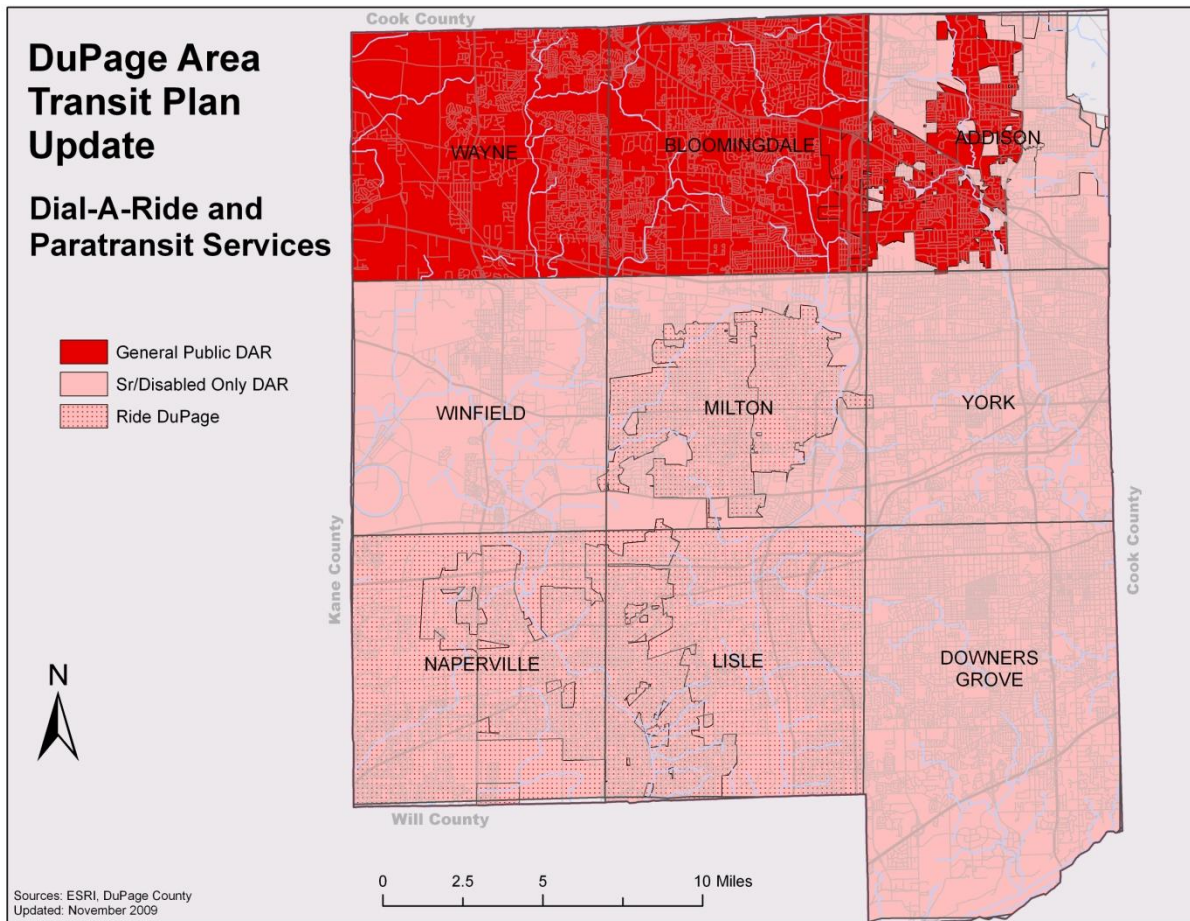 DuPage Area
Transit Plan
Update
Dial-A-Ride and
Paratransit Services
General Public DAR
Sr/Disabled Only DAR
Ride DuPage
Cook County
WAYNE
BLOOMINGDALE
ADDISON
WINFIELD
MILTON
YORK
Kane County
Cook County
NAPERVILLE
LISLE
DOWNERS
GROVE
Will County
N
0 2.5 5 10 Miles
Sources: ESRI, DuPage County
Updated: November 2009